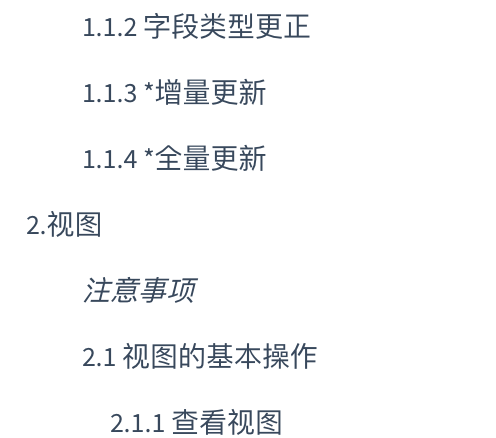 1.1.2 字段类型更正
1.1.3 *增量更新
1.1.4 *全量更新
2.视图
注意事项
2.1 视图的基本操作
2.1.1 查看视图